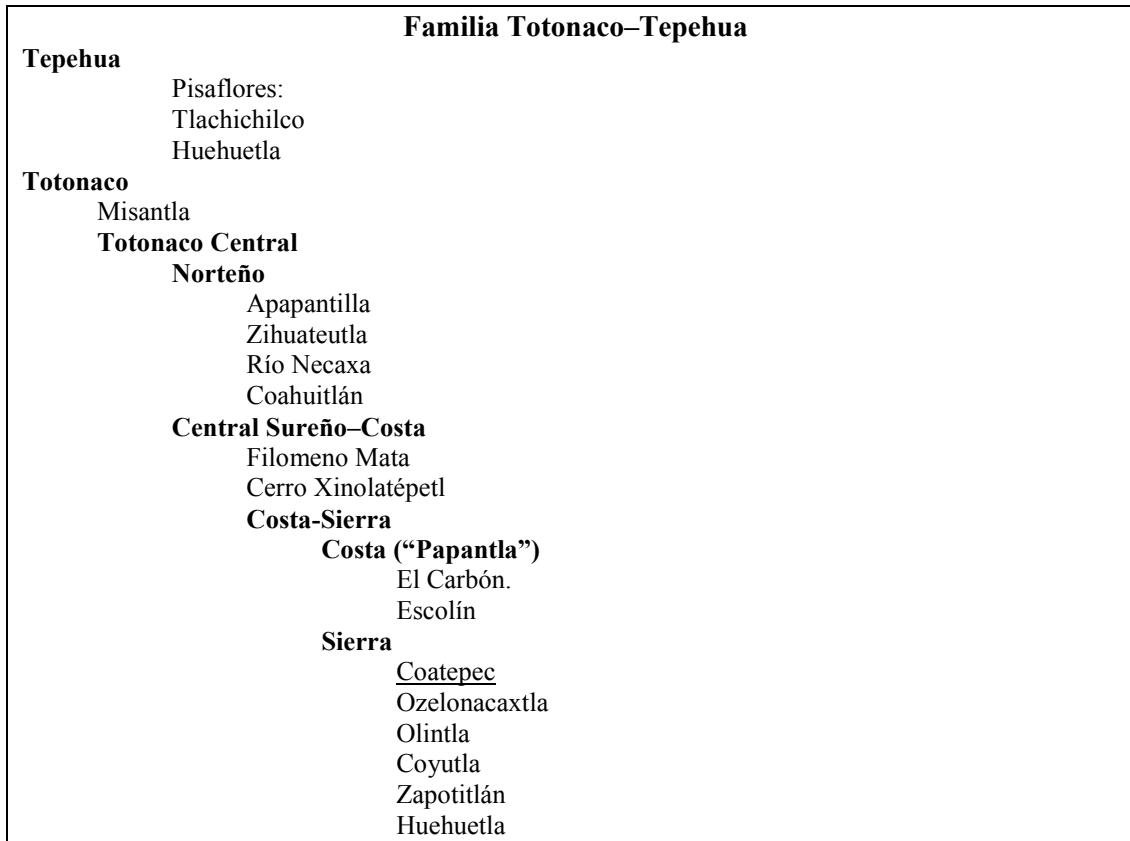 Familia Totonaco–Tepehua
Tepehua
Pisaflores:
Tlachichilco
Huehuetla
Totonaco
Misantla
Totonaco Central
Norteño
Apapantilla
Zihuateutla
Río Necaxa
Coahuitlán
Central Sureño–Costa
Filomeno Mata
Cerro Xinolatépetl
Costa-Sierra
Costa (“Papantla”)
El Carbón.
Escolín
Sierra
Coatepec
Ozelonacaxtla
Olintla
Coyutla
Zapotitlán
Huehuetla